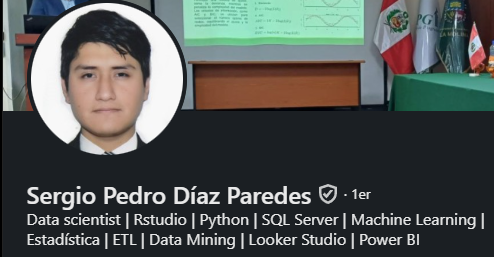 Sergio Pedro Díaz Paredes · 1er
Data scientist | Rstudio | Python | SQL Server | Machine Learning |
Estadística | ETL | Data Mining | Looker Studio | Power BI